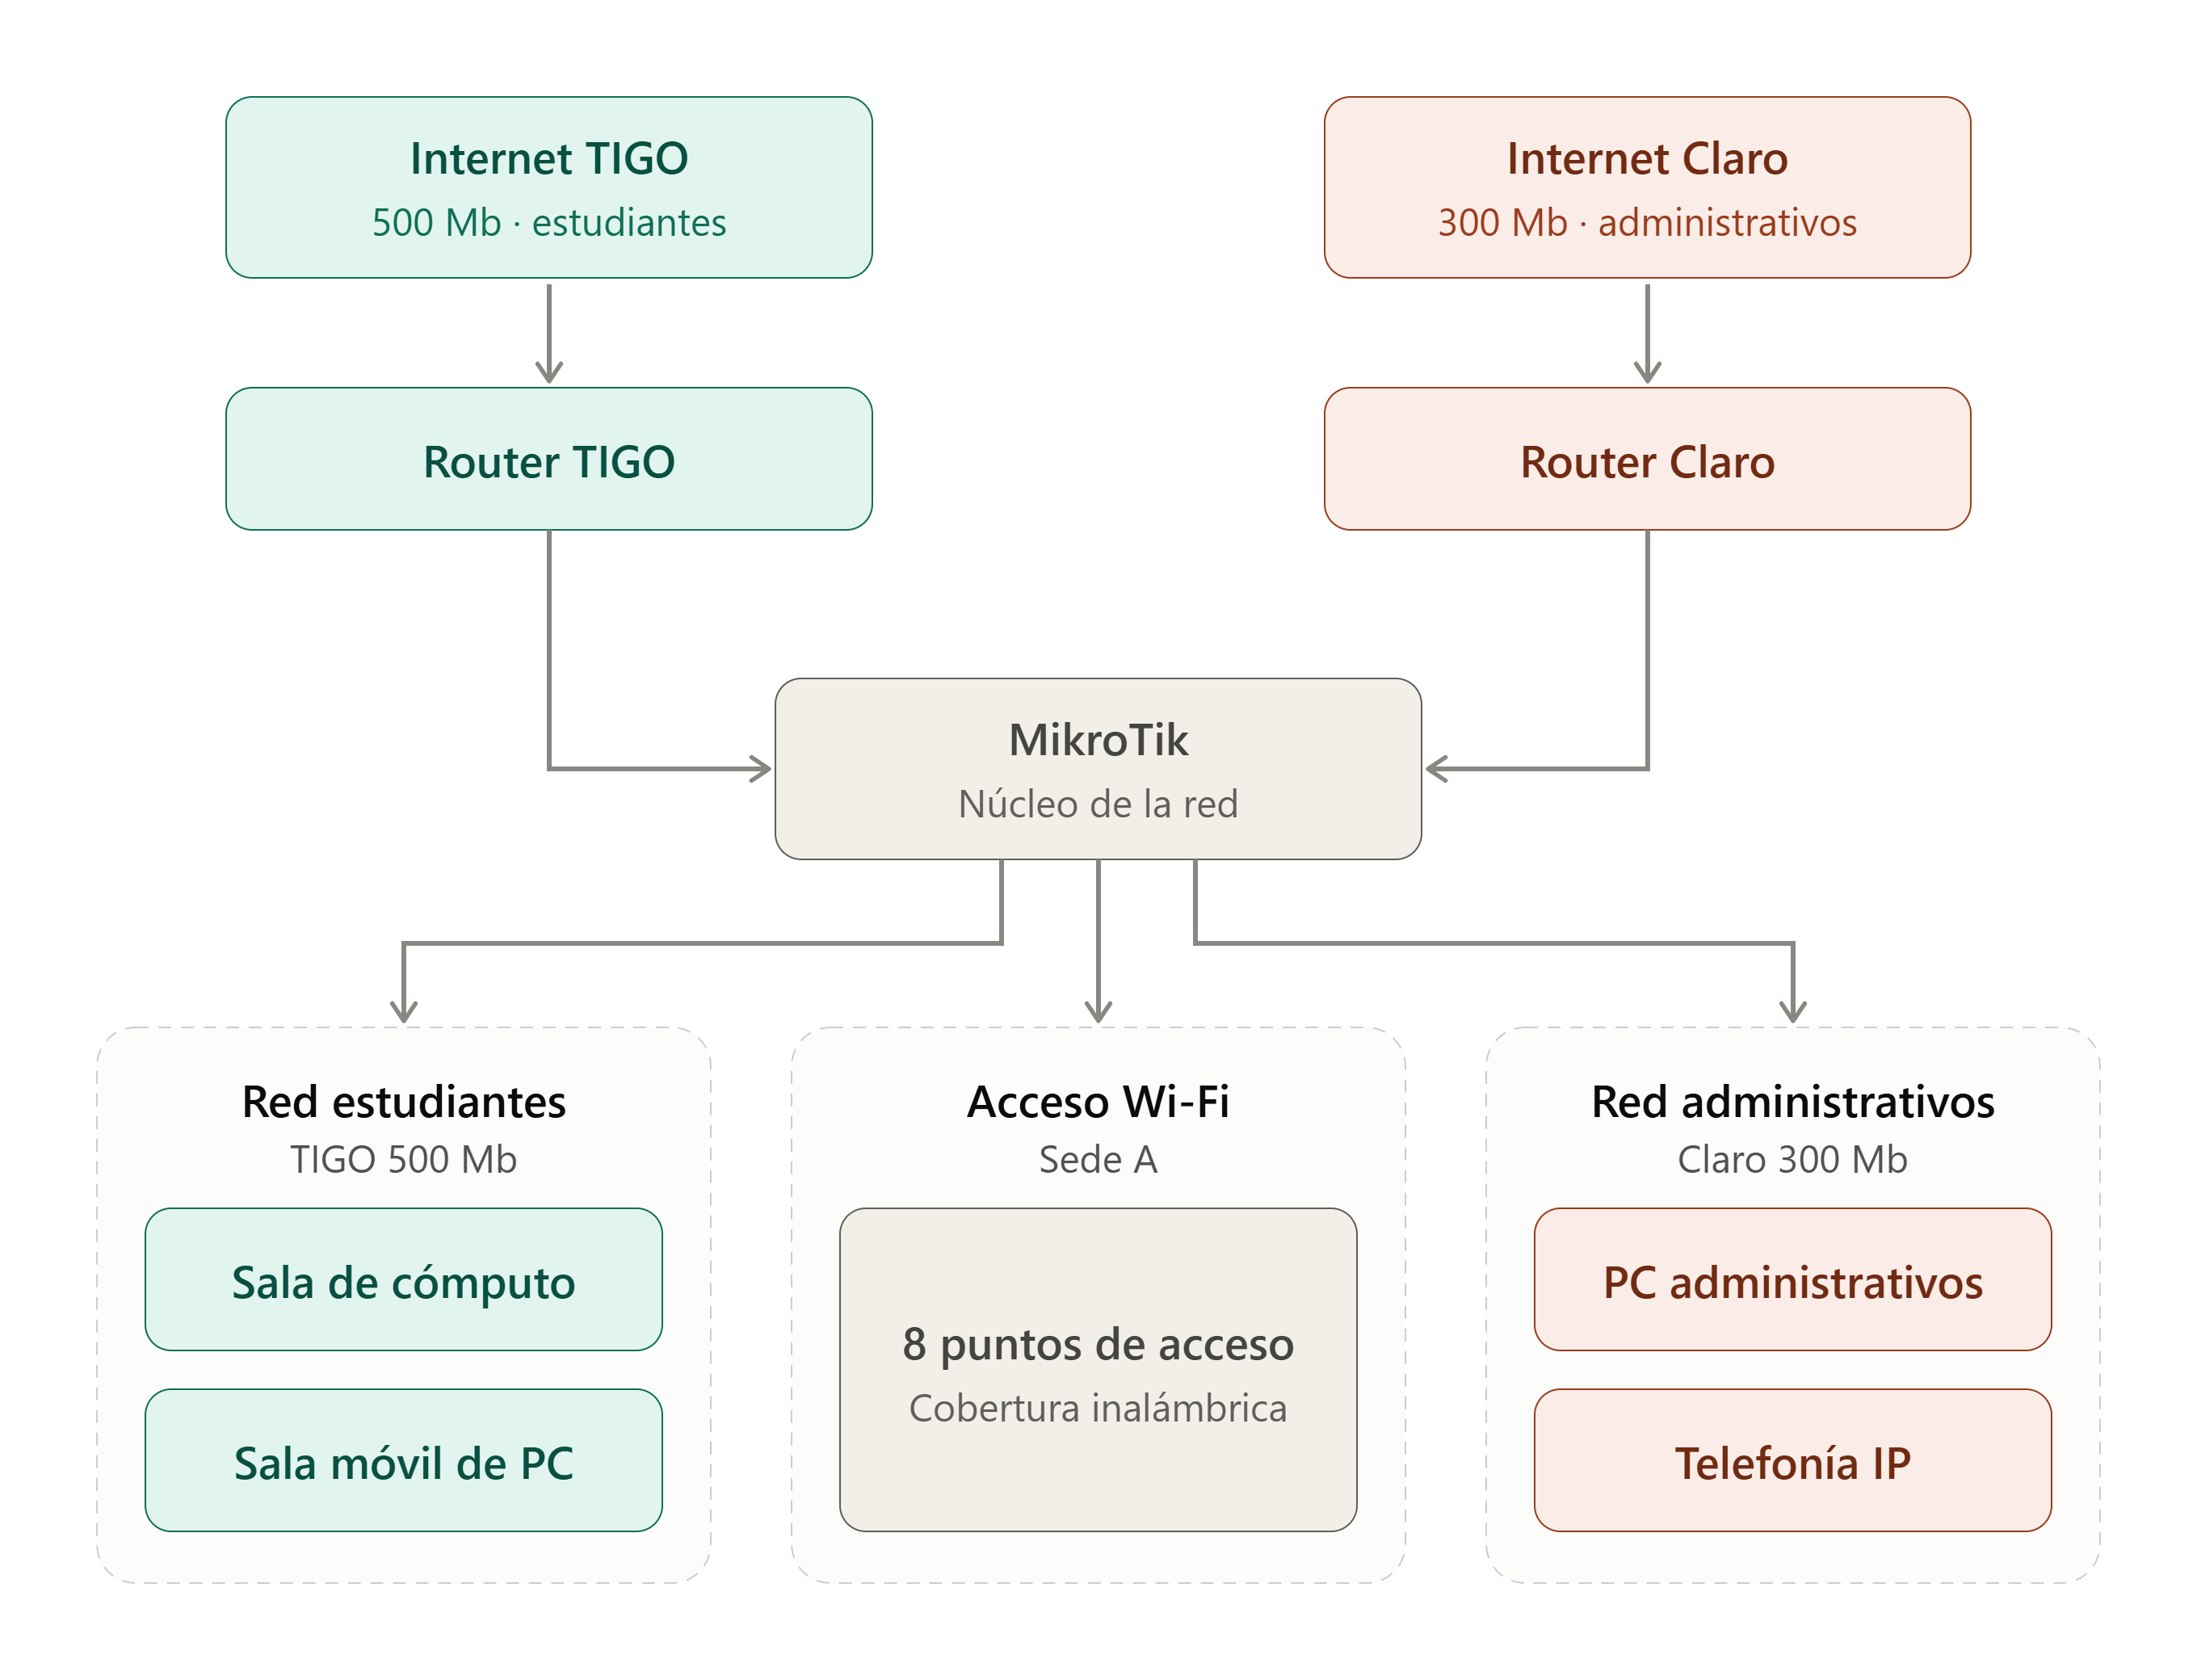 Internet TIGO
500 Mb · estudiantes
Internet Claro
300 Mb · administrativos
Router TIGO
Router Claro
MikroTik
Núcleo de la red
Red estudiantes
TIGO 500 Mb
Sala de cómputo
Sala móvil de PC
Acceso Wi-Fi
Sede A
8 puntos de acceso
Cobertura inalámbrica
Red administrativos
Claro 300 Mb
PC administrativos
Telefonía IP